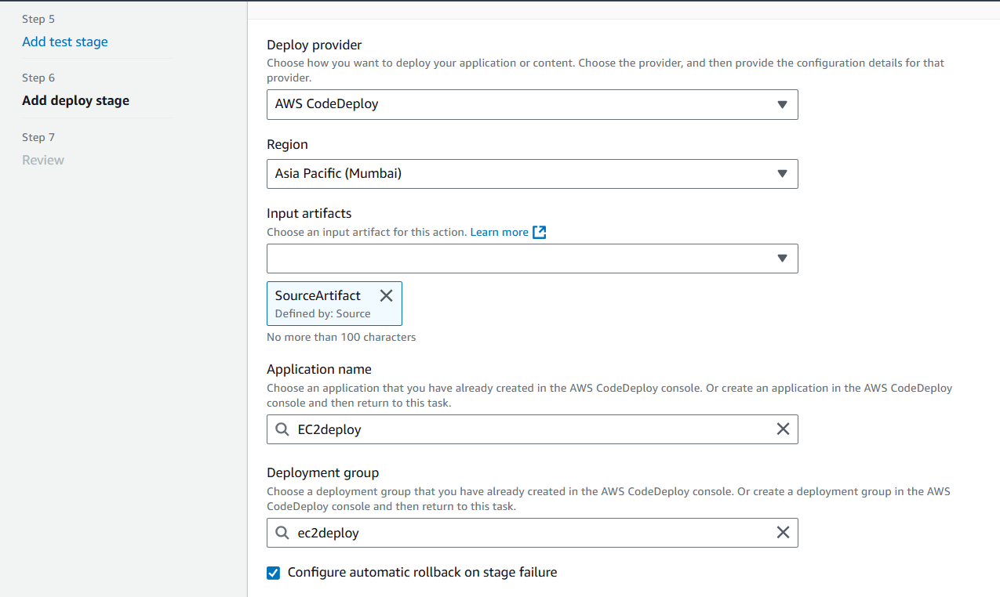 Step 5
Add test stage
Step 6
Add deploy stage
Step 7
Review
Deploy provider
Choose how you want to deploy your application or content. Choose the provider, and then provide the configuration details for that
provider.
AWS CodeDeploy
Region
Asia Pacific (Mumbai)
Input artifacts
Choose an input artifact for this action. Learn more
SourceArtifact
Defined by: Source
No more than 100 characters
Application name
Choose an application that you have already created in the AWS CodeDeploy console. Or create an application in the AWS CodeDeploy
console and then return to this task.
EC2deploy
Deployment group
Choose a deployment group that you have already created in the AWS CodeDeploy console. Or create a deployment group in the AWS
CodeDeploy console and then return to this task.
ec2deploy
Configure automatic rollback on stage failure